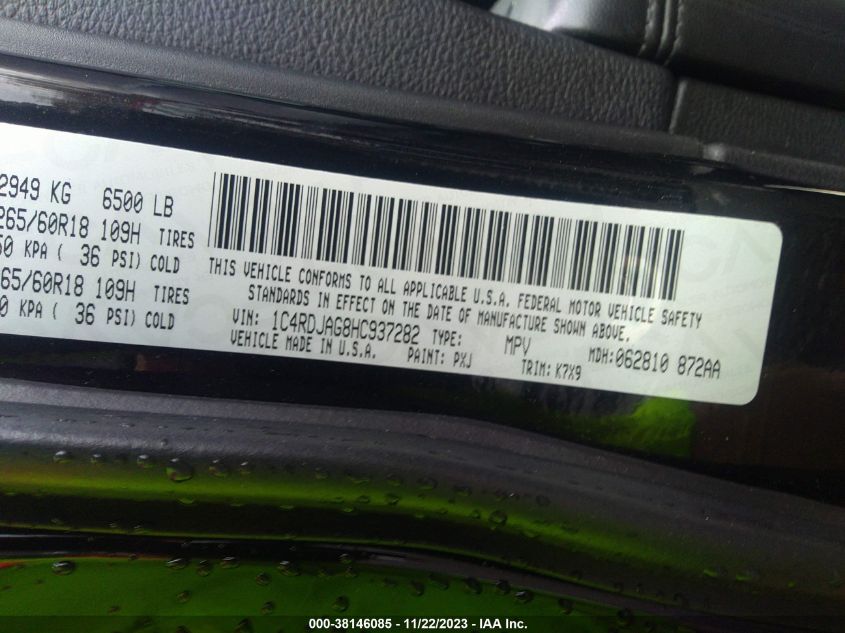 2949 KG 6500 LB
265/60R18 109H TIRES
50 KPA ( 36 PSI) COLD
65/60R18 109H TIRES
0 KPA ( 36 PSI) COLD
THIS VEHICLE CONFORMS TO ALL APPLICABLE U.S.A. FEDERAL MOTOR VEHICLE SAFETY
STANDARDS IN EFFECT ON THE DATE OF MANUFACTURE SHOWN ABOVE.
VIN: 1C4RDJAG8HC937282 TYPE: MPV MDH:062810 872AA
VEHICLE MADE IN U.S.A. PAINT: PXJ TRIM: K7X9
000-38146085 - 11/22/2023 - IAA Inc.